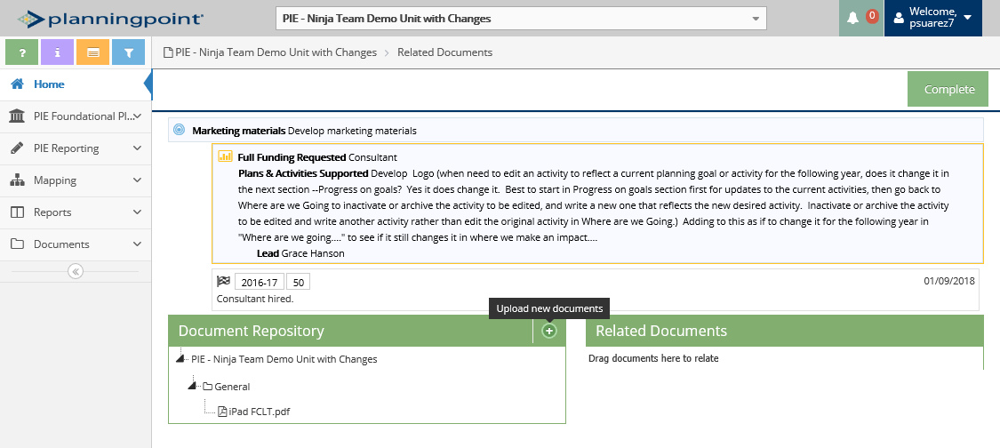 planningpoint
PIE - Ninja Team Demo Unit with Changes
0
Welcome,
psuarez7
?
i
PIE - Ninja Team Demo Unit with Changes > Related Documents
Home
Complete
PIE Foundational Pl...
PIE Reporting
Mapping
Reports
Documents
Marketing materials Develop marketing materials
Full Funding Requested Consultant
Plans & Activities Supported Develop Logo (when need to edit an activity to reflect a current planning goal or activity for the following year, does it change it in
the next section --Progress on goals? Yes it does change it. Best to start in Progress on goals section first for updates to the current activities, then go back to
Where are we Going to inactivate or archive the activity to be edited, and write a new one that reflects the new desired activity. Inactivate or archive the activity
to be edited and write another activity rather than edit the original activity in Where are we Going.) Adding to this as if to change it for the following year in
"Where are we going...." to see if it still changes it in where we make an impact....
Lead Grace Hanson
2016-17 50 01/09/2018
Consultant hired.
Upload new documents
Document Repository
Related Documents
PIE - Ninja Team Demo Unit with Changes
Drag documents here to relate
General
iPad FCLT.pdf